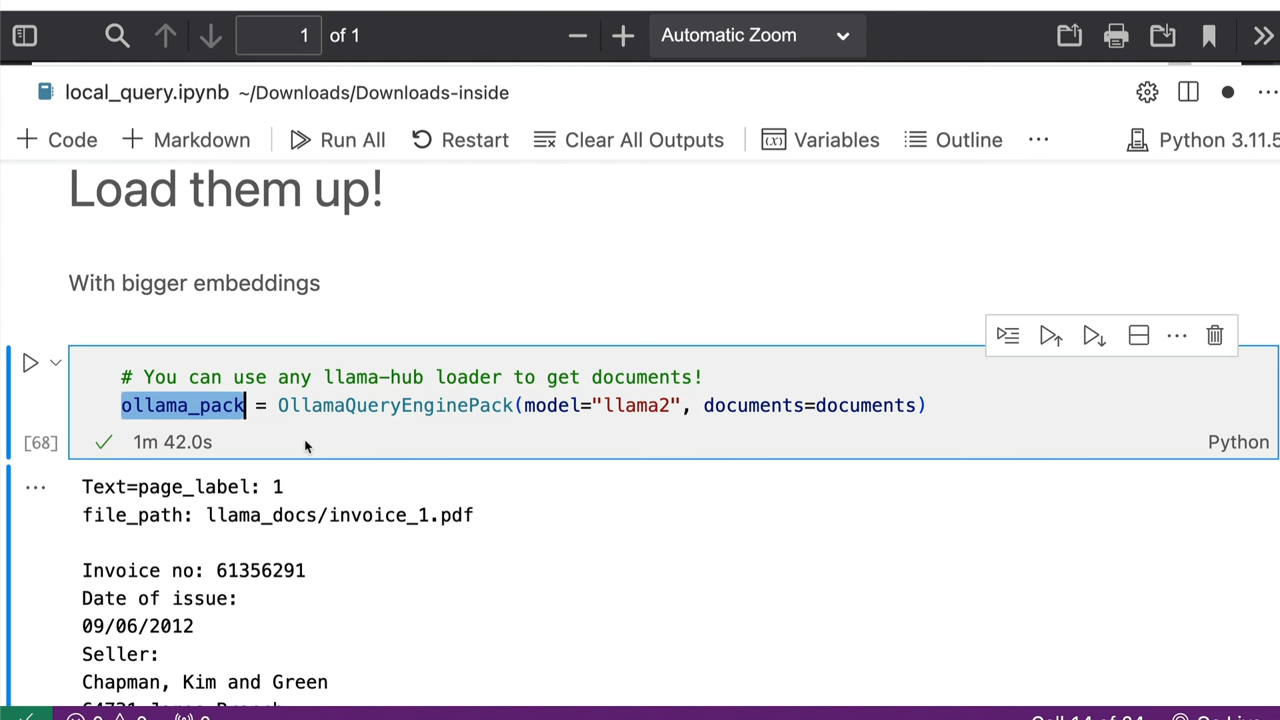 1 of 1 Automatic Zoom
local_query.ipynb ~/Downloads/Downloads-inside
Code Markdown Run All Restart Clear All Outputs Variables Outline ... Python 3.11.5
Load them up!
With bigger embeddings
# You can use any llama-hub loader to get documents!
ollama_pack = OllamaQueryEnginePack(model="llama2", documents=documents)
[68] 1m 42.0s Python
Text=page_label: 1
file_path: llama_docs/invoice_1.pdf
Invoice no: 61356291
Date of issue:
09/06/2012
Seller:
Chapman, Kim and Green